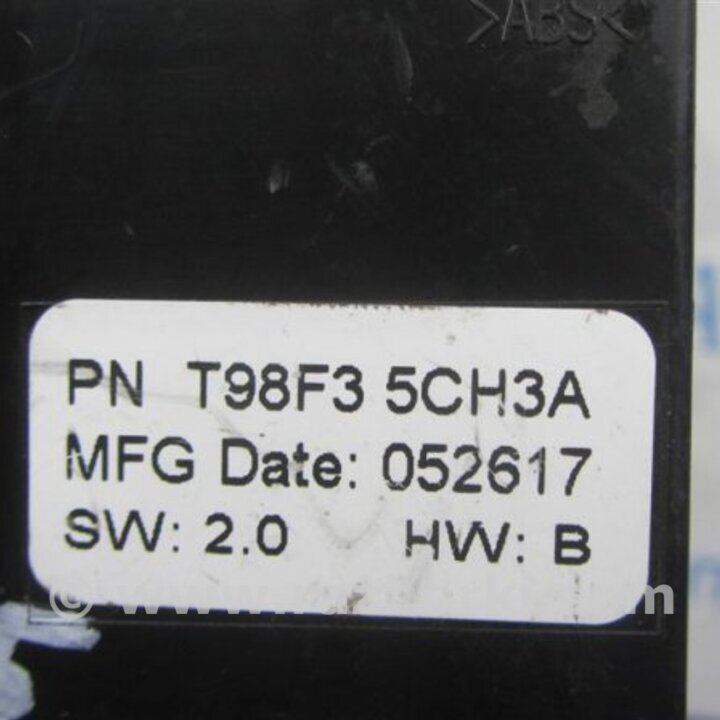 >ABS<
PN T98F3 5CH3A
MFG Date: 052617
SW: 2.0 HW: B